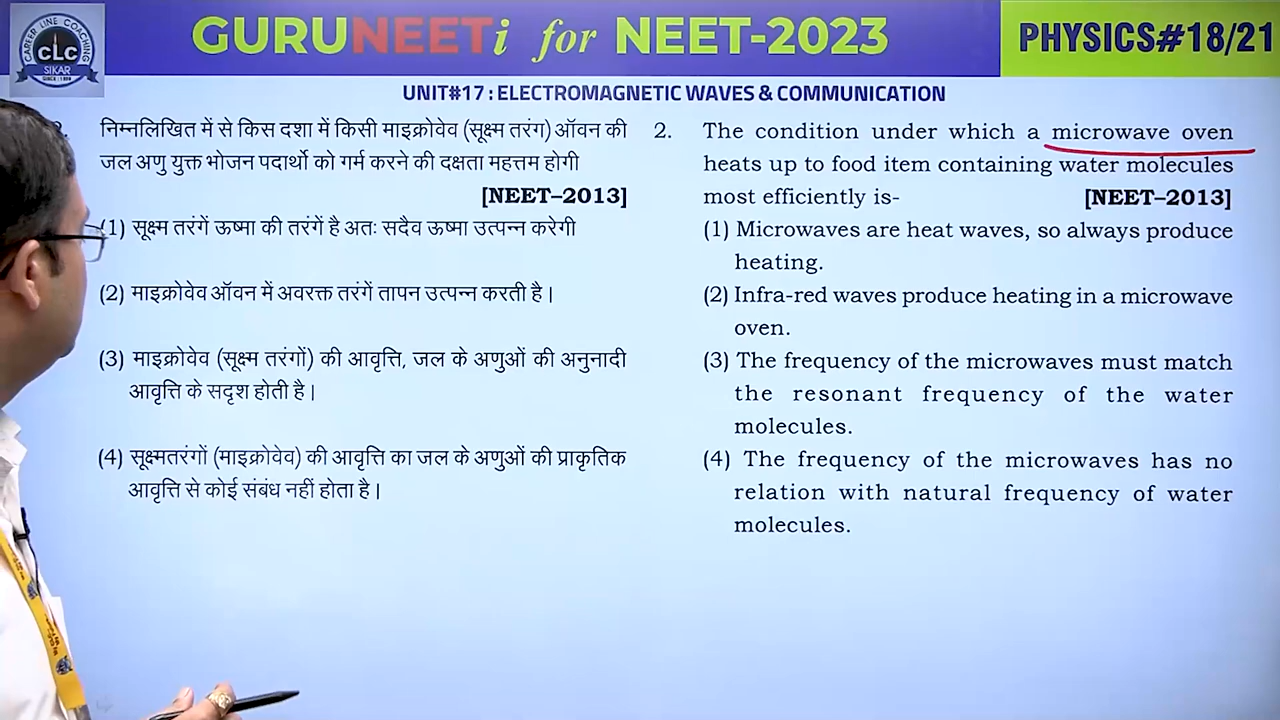 CAREER LINE COACHING
CLC
SIKAR
SINCE : 1996
GURUNEETi for NEET-2023
PHYSICS#18/21
UNIT#17 : ELECTROMAGNETIC WAVES & COMMUNICATION
निम्नलिखित में से किस दशा में किसी माइक्रोवेव (सूक्ष्म तरंग) ऑवन की
जल अणु युक्त भोजन पदार्थो को गर्म करने की दक्षता महत्तम होगी
[NEET–2013]
(1) सूक्ष्म तरंगें ऊष्मा की तरंगें है अतः सदैव ऊष्मा उत्पन्न करेगी
(2) माइक्रोवेव ऑवन में अवरक्त तरंगें तापन उत्पन्न करती है।
(3) माइक्रोवेव (सूक्ष्म तरंगों) की आवृत्ति, जल के अणुओं की अनुनादी
आवृत्ति के सदृश होती है।
(4) सूक्ष्मतरंगों (माइक्रोवेव) की आवृत्ति का जल के अणुओं की प्राकृतिक
आवृत्ति से कोई संबंध नहीं होता है।
2. The condition under which a microwave oven
heats up to food item containing water molecules
most efficiently is- [NEET–2013]
(1) Microwaves are heat waves, so always produce
heating.
(2) Infra-red waves produce heating in a microwave
oven.
(3) The frequency of the microwaves must match
the resonant frequency of the water
molecules.
(4) The frequency of the microwaves has no
relation with natural frequency of water
molecules.